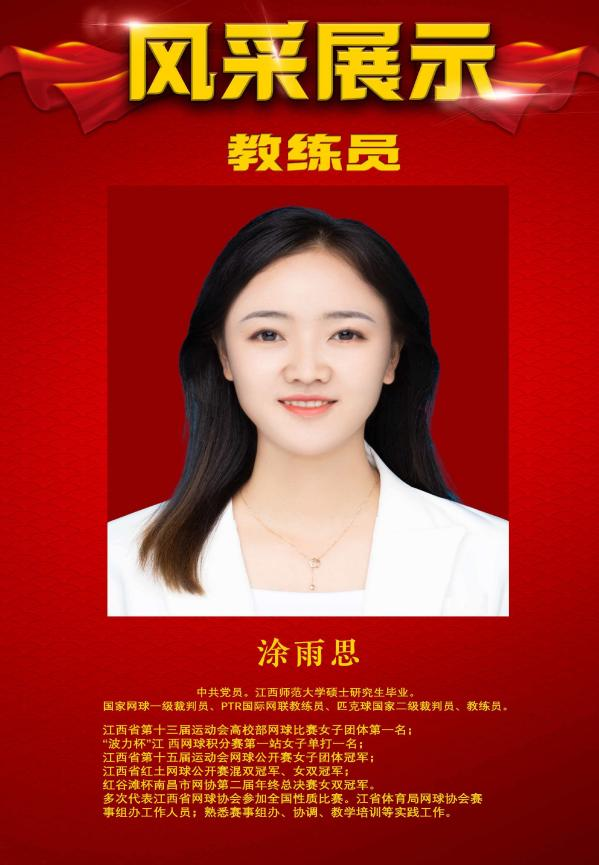 风采展示
教练员
涂雨思
中共党员。江西师范大学硕士研究生毕业。
国家网球一级裁判员、PTR国际网联教练员、匹克球国家二级裁判员、教练员。
江西省第十三届运动会高校部网球比赛女子团体第一名；
“波力杯”江 西网球积分赛第一站女子单打一名；
江西省第十五届运动会网球公开赛女子团体冠军；
江西省红土网球公开赛混双冠军、女双冠军；
红谷滩杯南昌市网协第二届年终总决赛女双冠军。
多次代表江西省网球协会参加全国性质比赛。江省体育局网球协会赛
事组办工作人员；熟悉赛事组办、协调、教学培训等实践工作。